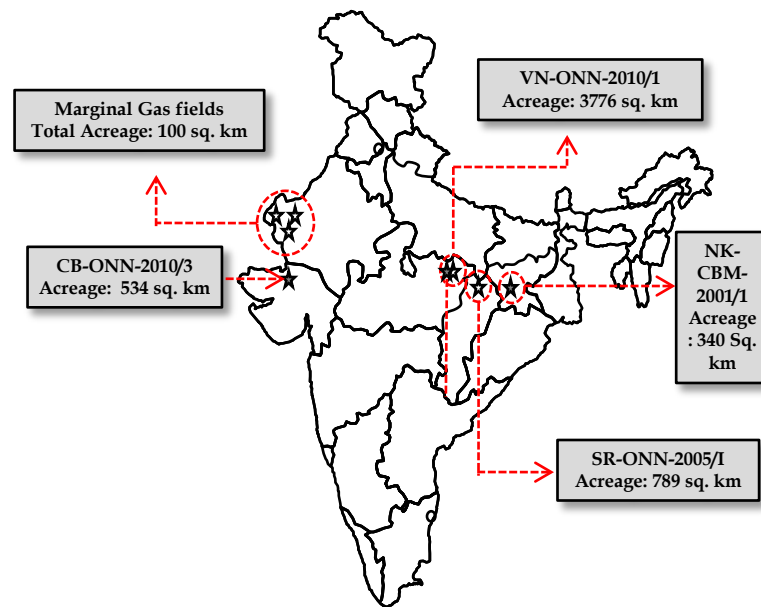 VN-ONN-2010/1
Acreage: 3776 sq. km
Marginal Gas fields
Total Acreage: 100 sq. km
CB-ONN-2010/3
Acreage: 534 sq. km
NK-
CBM-
2001/1
Acreage
: 340 Sq.
km
SR-ONN-2005/I
Acreage: 789 sq. km